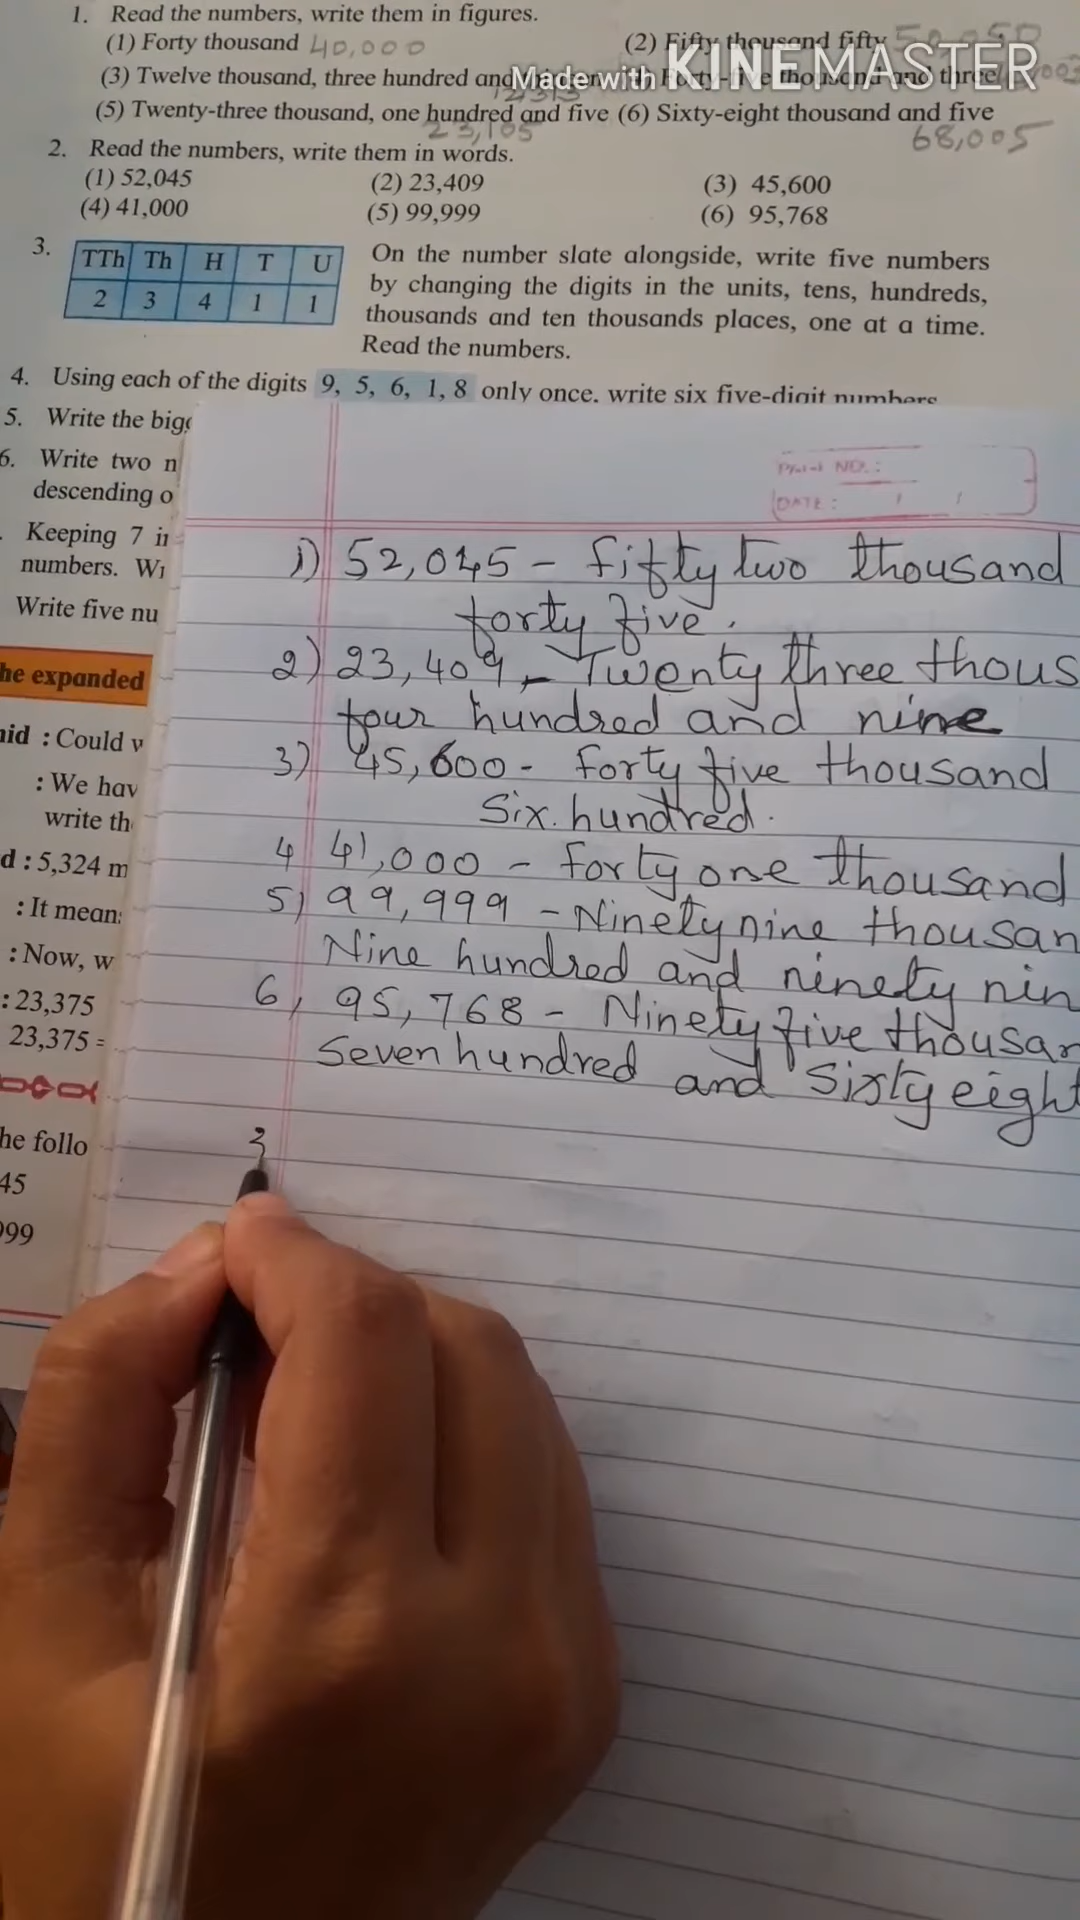 1. Read the numbers, write them in figures.
(1) Forty thousand 40,000 (2) Fifty thousand fifty 50,050
Made with KINEMASTER
(3) Twelve thousand, three hundred and thousand and three
(5) Twenty-three thousand, one hundred and five (6) Sixty-eight thousand and five
23,105 68,005
2. Read the numbers, write them in words.
(1) 52,045 (2) 23,409 (3) 45,600
(4) 41,000 (5) 99,999 (6) 95,768
3. TTh Th H T U
2 3 4 1 1
On the number slate alongside, write five numbers
by changing the digits in the units, tens, hundreds,
thousands and ten thousands places, one at a time.
Read the numbers.
4. Using each of the digits 9, 5, 6, 1, 8 only once. write six five-digit numbers
5. Write the
6. Write two n
descending o
Keeping 7
numbers.
Write five nu
he expanded
: Could
: We hav
write th
d : 5,324 m
: It mean
: Now, w
: 23,375
23,375 =
he follo
45
999
NO.:
DATE : / /
1) 52,045 - fifty two thousand
forty five.
2) 23,409 - Twenty three thous
four hundred and nine
3) 45,600 - forty five thousand
Six hundred.
4 41,000 - forty one thousand
5) 99,999 - Ninety nine thousan
Nine hundred and ninety nin
6) 95,768 - Ninety five thousan
Seven hundred and Sixty eight
3